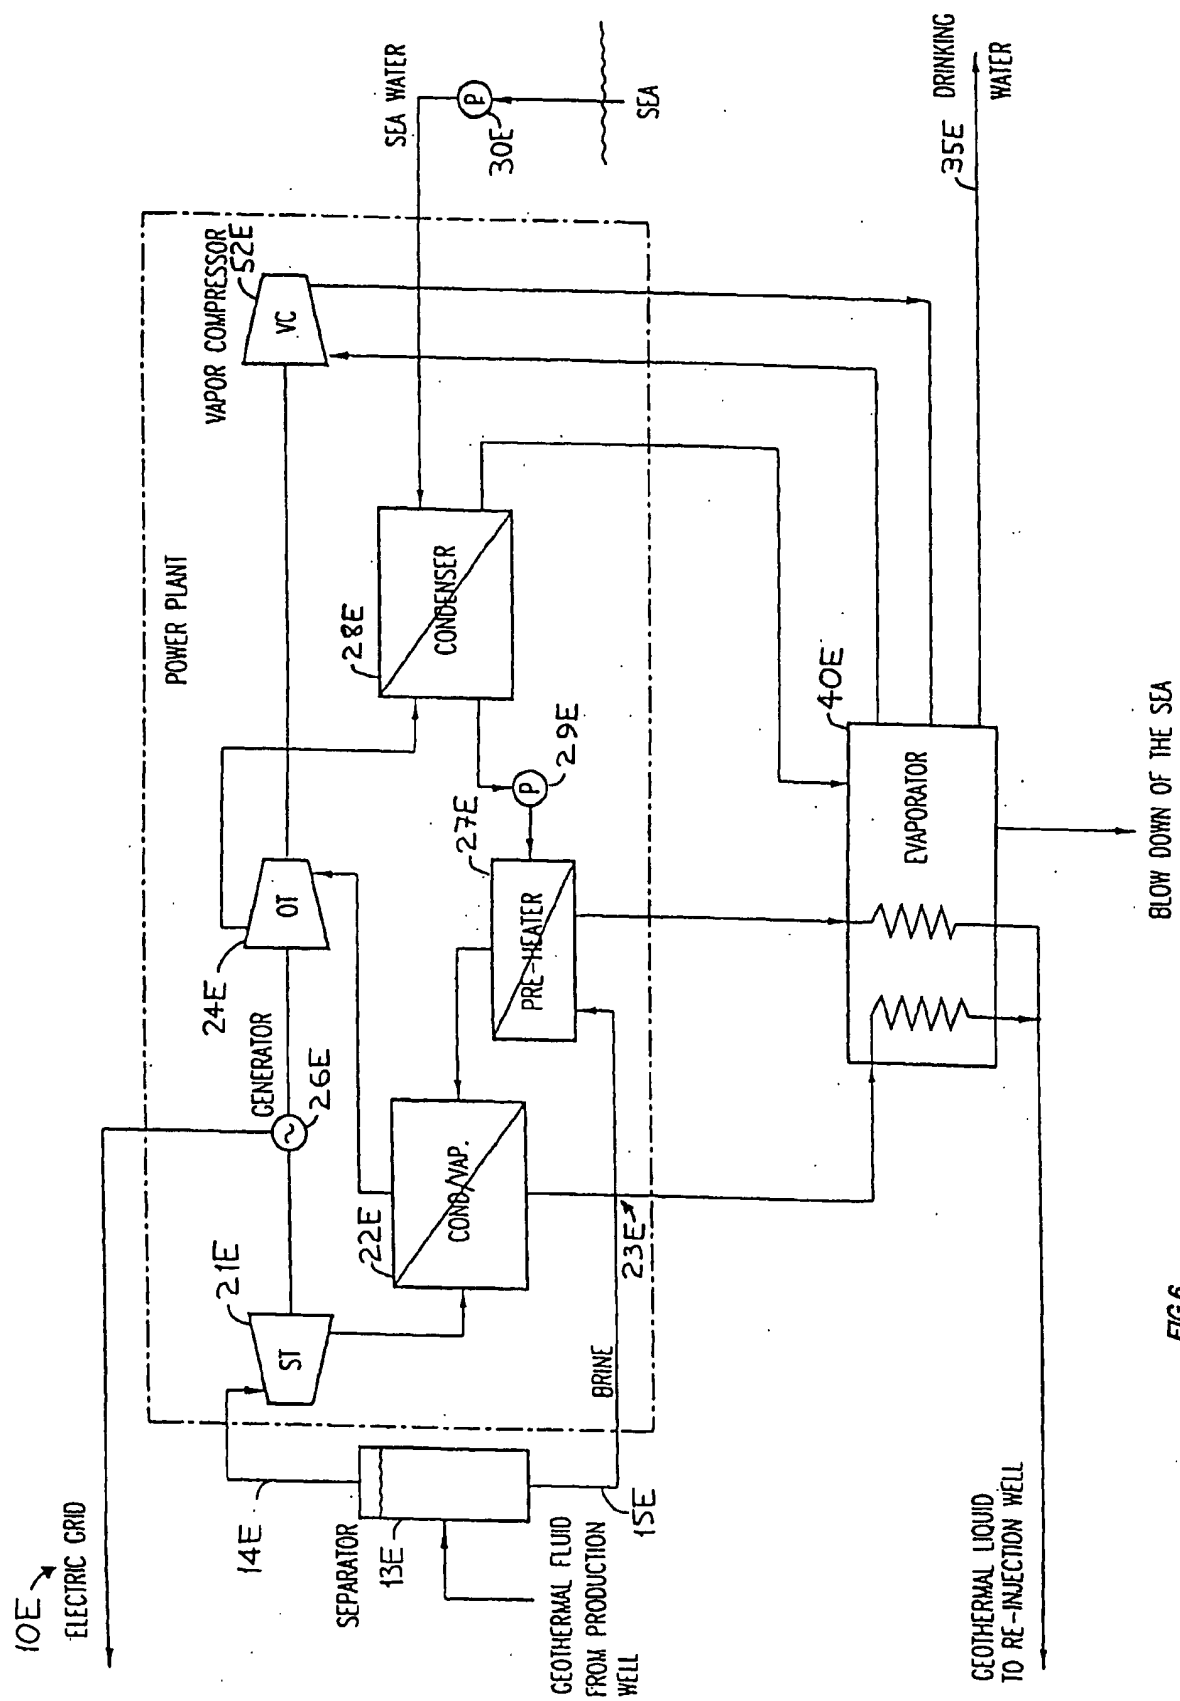 10E
ELECTRIC GRID
14E
SEPARATOR
13E
GEOTHERMAL FLUID
FROM PRODUCTION
WELL
15E
BRINE
POWER PLANT
21E
ST
GENERATOR
26E
24E
OT
VAPOR COMPRESSOR
52E
VC
22E
COND/VAP.
23E
27E
PRE-HEATER
29E
P
28E
CONDENSER
SEA WATER
30E
P
SEA
40E
EVAPORATOR
35E
DRINKING
WATER
BLOW DOWN OF THE SEA
GEOTHERMAL LIQUID
TO RE-INJECTION WELL
FIG.6